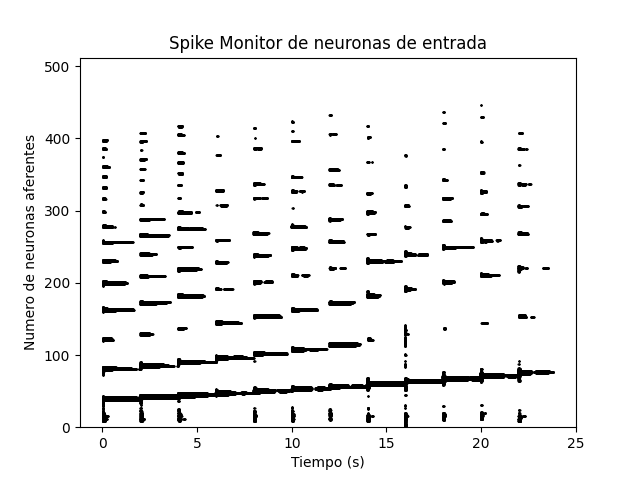 Spike Monitor de neuronas de entrada
Numero de neuronas aferentes
500
400
300
200
100
0
0 5 10 15 20 25
Tiempo (s)